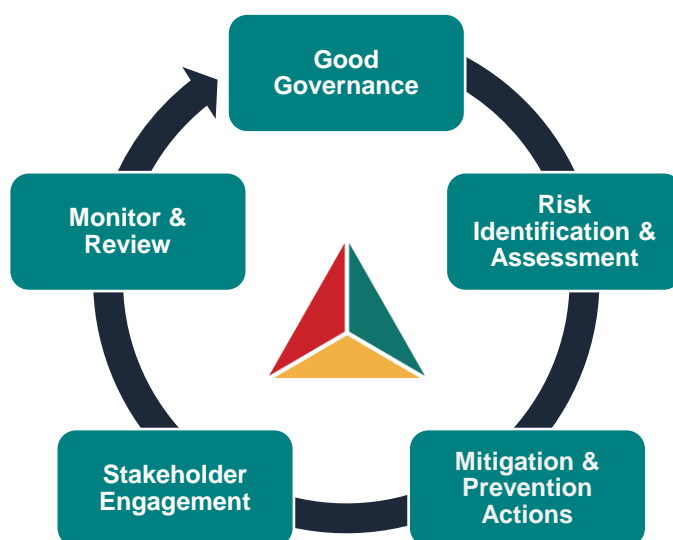 Good
Governance
Risk
Identification &
Assessment
Mitigation &
Prevention
Actions
Stakeholder
Engagement
Monitor &
Review